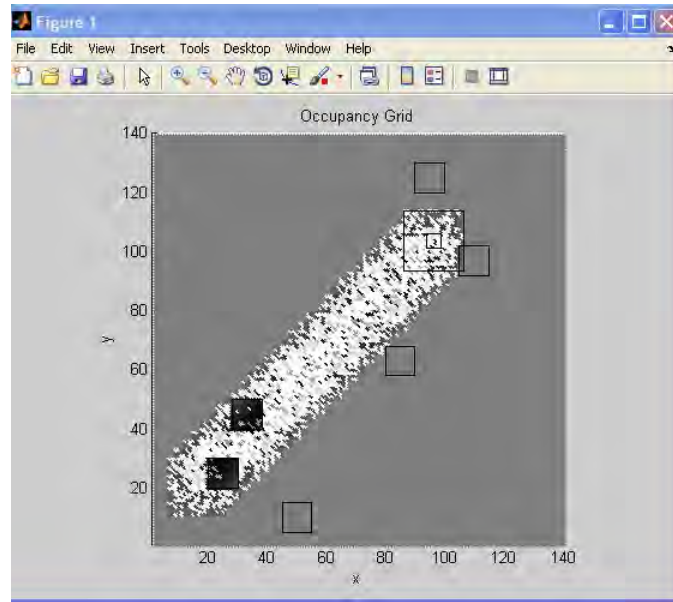 Figure 1
File Edit View Insert Tools Desktop Window Help
Occupancy Grid
140
120
100
80
60
40
20
y
20 40 60 80 100 120 140
x